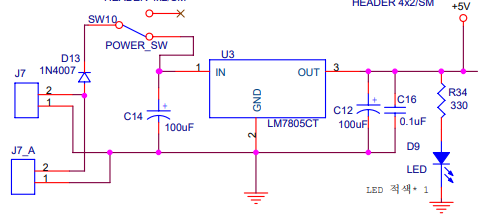 HEADER 4x2/SM
SW10
+5V
POWER_SW
D13
1N4007
U3
J7
1
IN
OUT
3
R34
330
2
1
C14
100uF
GND
LM7805CT
C12
100uF
C16
0.1uF
D9
LED
2
J7_A
2
1
LED 적색* 1